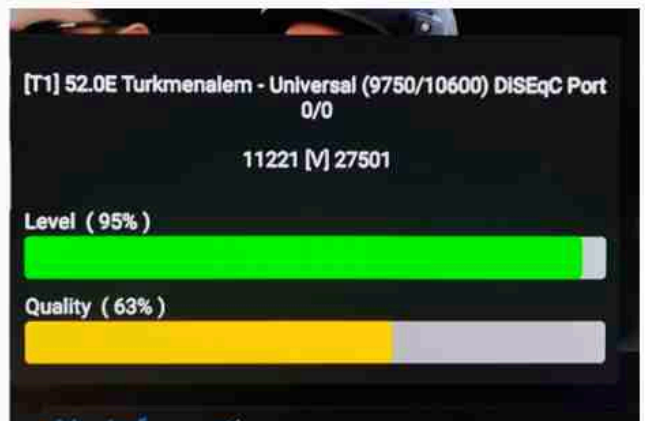 [T1] 52.0E Turkmenalem - Universal (9750/10600) DiSEqC Port
0/0
11221 [V] 27501
Level ( 95% )
Quality ( 63% )